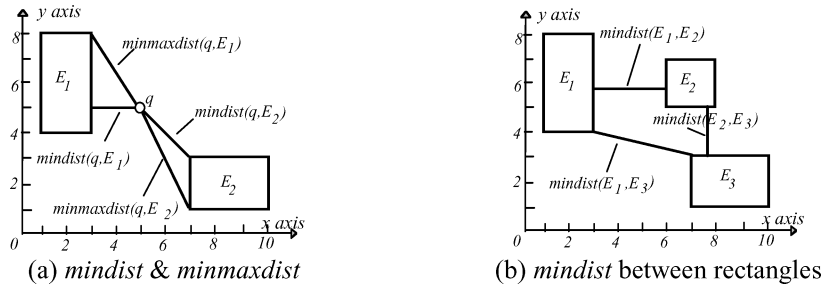 y axis
8
minmaxdist(q,E1)
6
E1
q
mindist(q,E2)
4
mindist(q,E1)
2
E2
minmaxdist(q,E2)
x axis
0 2 4 6 8 10
(a) mindist & minmaxdist
y axis
8
mindist(E1,E2)
6
E1
E2
mindist(E2,E3)
4
2
mindist(E1,E3)
E3
x axis
0 2 4 6 8 10
(b) mindist between rectangles